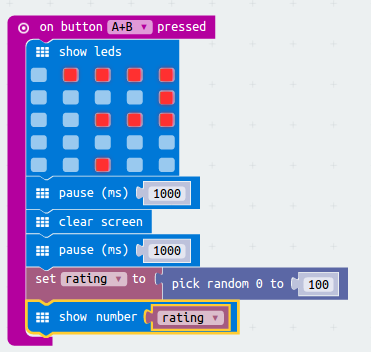 on button A+B pressed
show leds
pause (ms) 1000
clear screen
pause (ms) 1000
set rating to pick random 0 to 100
show number rating